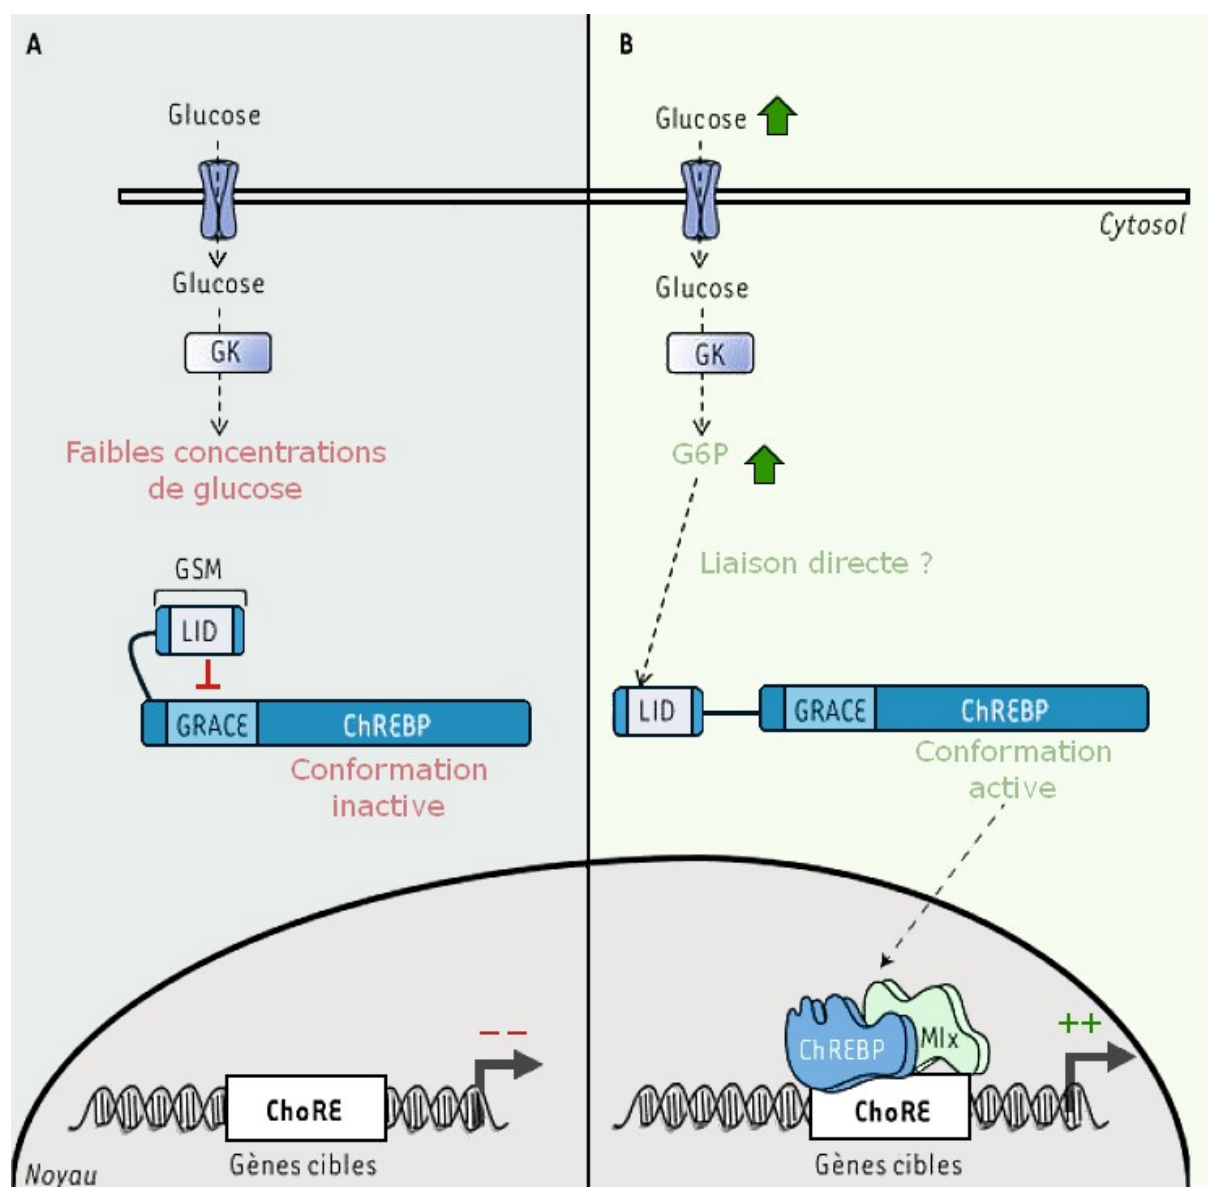 A
Glucose
Glucose
GK
Faibles concentrations
de glucose
GSM
LID
GRACE
ChREBP
Conformation
inactive
– –
ChoRE
Gènes cibles
Noyau
B
Glucose
Cytosol
Glucose
GK
G6P
Liaison directe ?
LID
GRACE
ChREBP
Conformation
active
ChREBP
Mlx
++
ChoRE
Gènes cibles